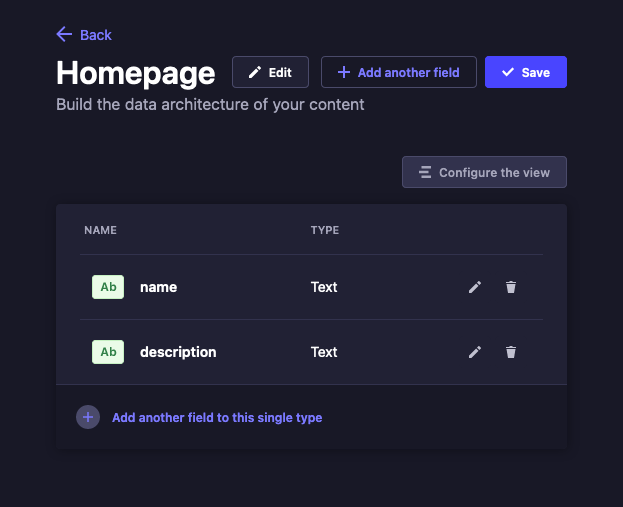 Back
Homepage
Edit
Add another field
Save
Build the data architecture of your content
Configure the view
NAME TYPE
Ab name Text
Ab description Text
Add another field to this single type